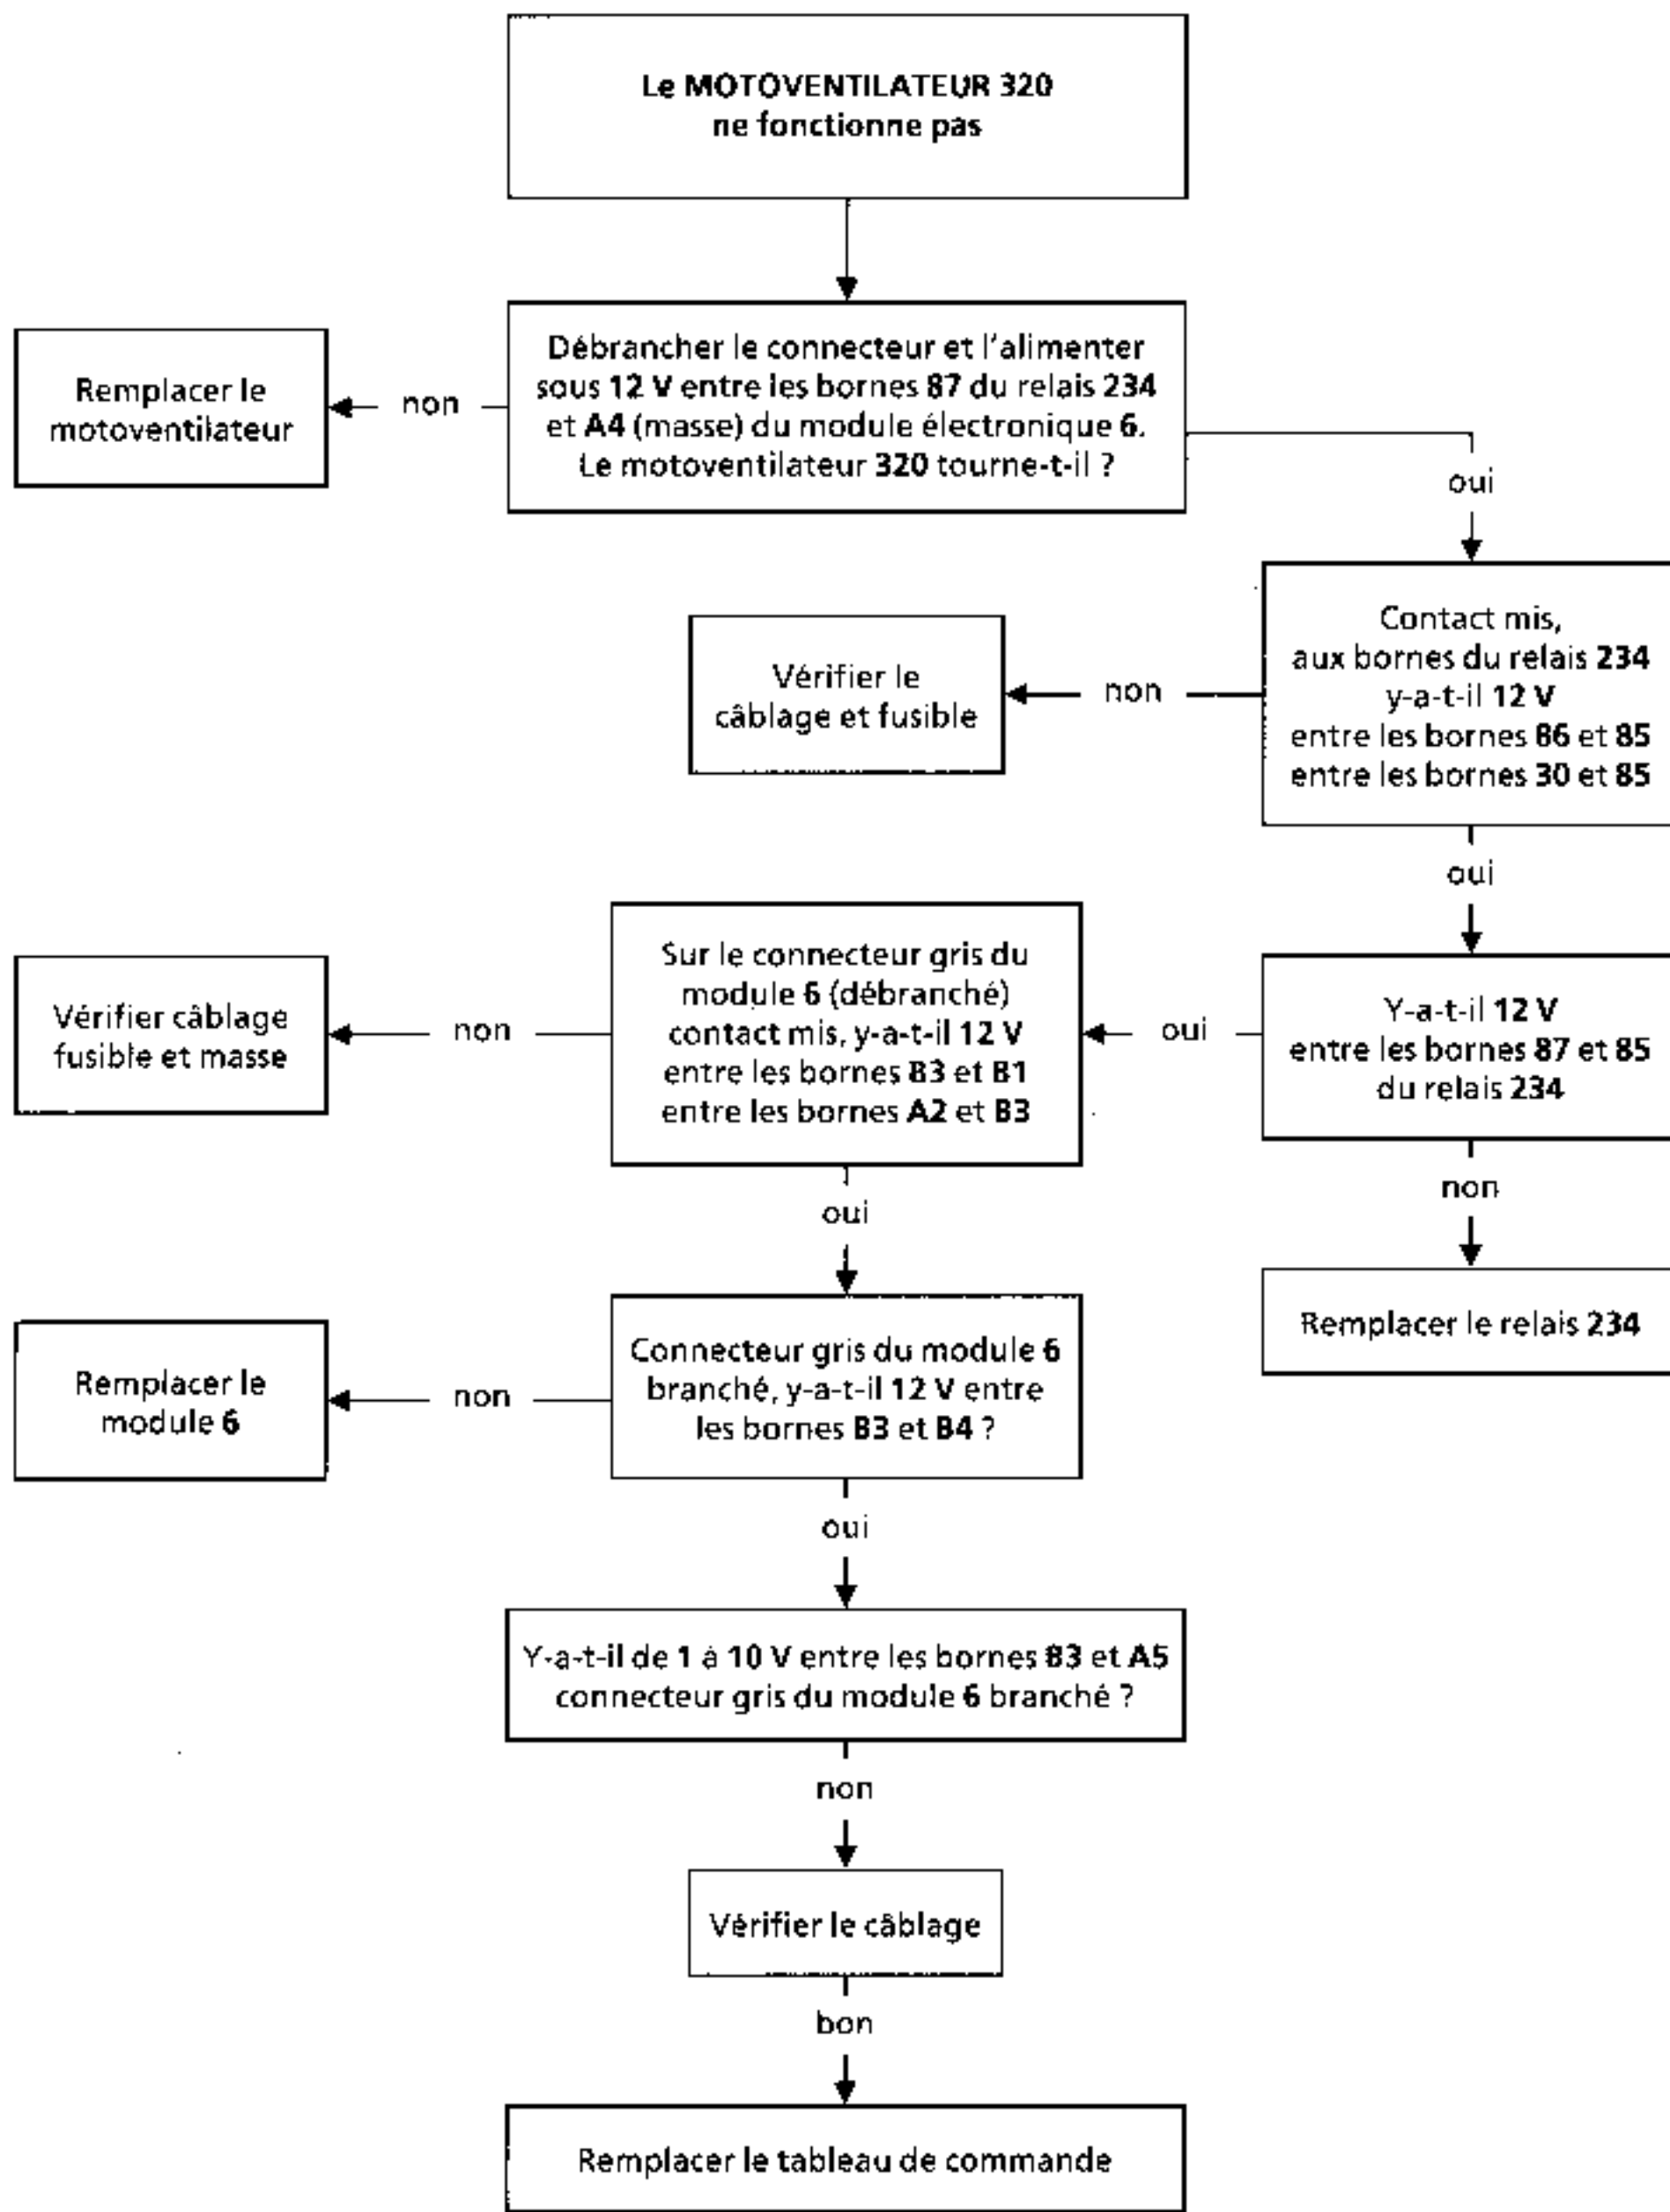 Le MOTOVENTILATEUR 320
ne fonctionne pas
Débrancher le connecteur et l'alimenter
sous 12 V entre les bornes 87 du relais 234
et A4 (masse) du module électronique 6.
Le motoventilateur 320 tourne-t-il ?
non
Remplacer le
motoventilateur
oui
Contact mis,
aux bornes du relais 234
y-a-t-il 12 V
entre les bornes 86 et 85
entre les bornes 30 et 85
non
Vérifier le
câblage et fusible
oui
Y-a-t-il 12 V
entre les bornes 87 et 85
du relais 234
non
Remplacer le relais 234
oui
Sur le connecteur gris du
module 6 (débranché)
contact mis, y-a-t-il 12 V
entre les bornes B3 et B1
entre les bornes A2 et B3
non
Vérifier câblage
fusible et masse
oui
Connecteur gris du module 6
branché, y-a-t-il 12 V entre
les bornes B3 et B4 ?
non
Remplacer le
module 6
oui
Y-a-t-il de 1 à 10 V entre les bornes B3 et A5
connecteur gris du module 6 branché ?
non
Vérifier le câblage
bon
Remplacer le tableau de commande